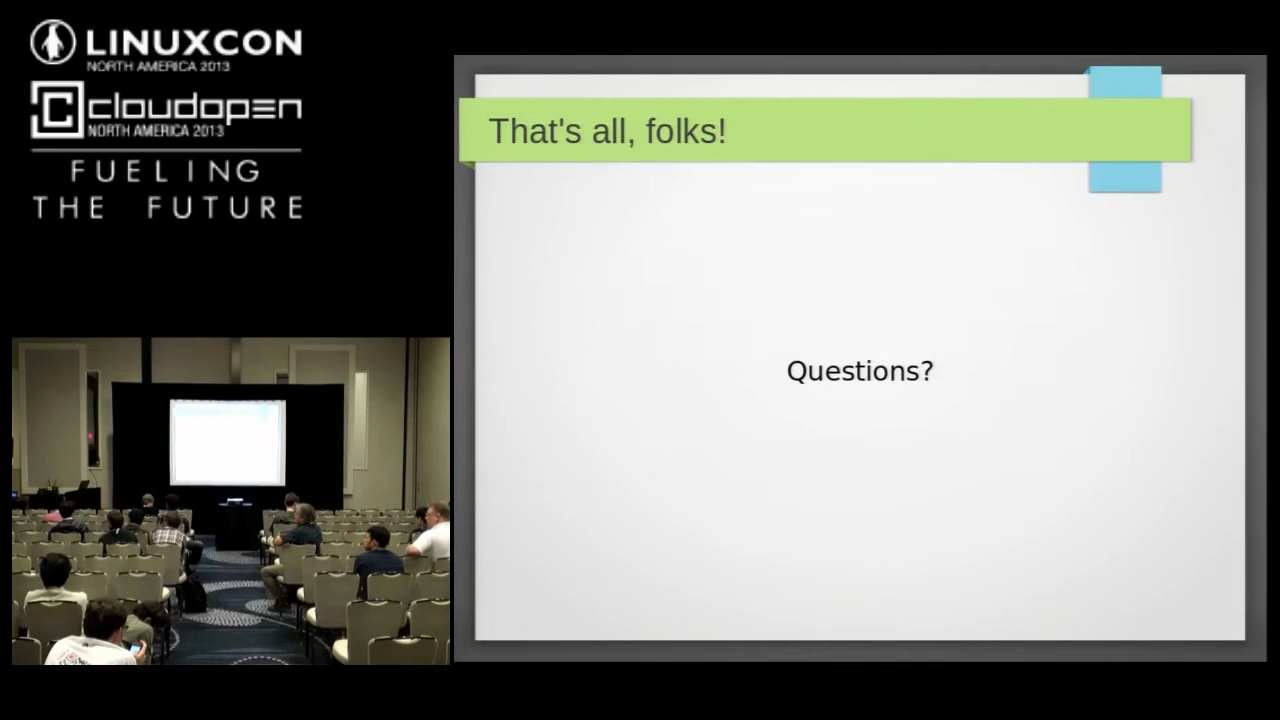 LINUXCON
NORTH AMERICA 2013
cloudopen
NORTH AMERICA 2013
FUELING
THE FUTURE
That's all, folks!
Questions?